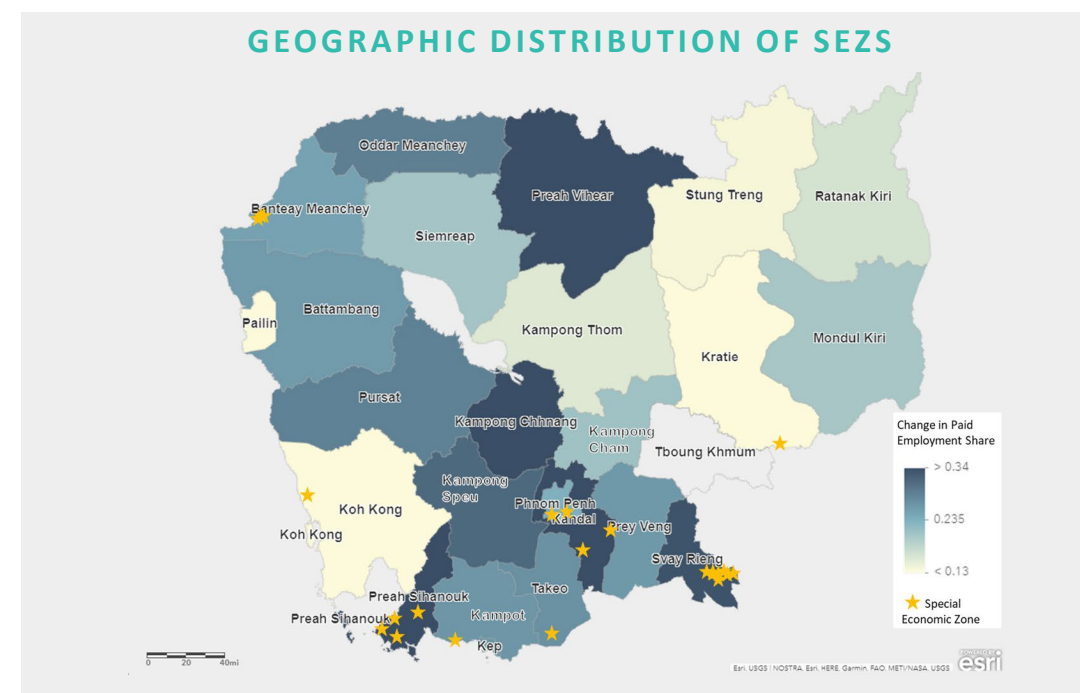 GEOGRAPHIC DISTRIBUTION OF SEZS
Oddar Meanchey
Preah Vihear
Stung Treng
Ratanak Kiri
Banteay Meanchey
Siemreap
Battambang
Pailin
Kampong Thom
Mondul Kiri
Kratie
Pursat
Kampong Chhnang
Kampong
Cham
Tboung Khmum
Kampong
Speu
Phnom Penh
Kandal
Koh Kong
Koh Kong
Prey Veng
Svay Rieng
Takeo
Preah Sihanouk
Preah Sihanouk
Kampot
Kep
Change in Paid
Employment Share
> 0.34
0.235
< 0.13
Special
Economic Zone
0 20 40mi
Esri, USGS | NOSTRA, Esri, HERE, Garmin, FAO, METI/NASA, USGS
POWERED BY
esri